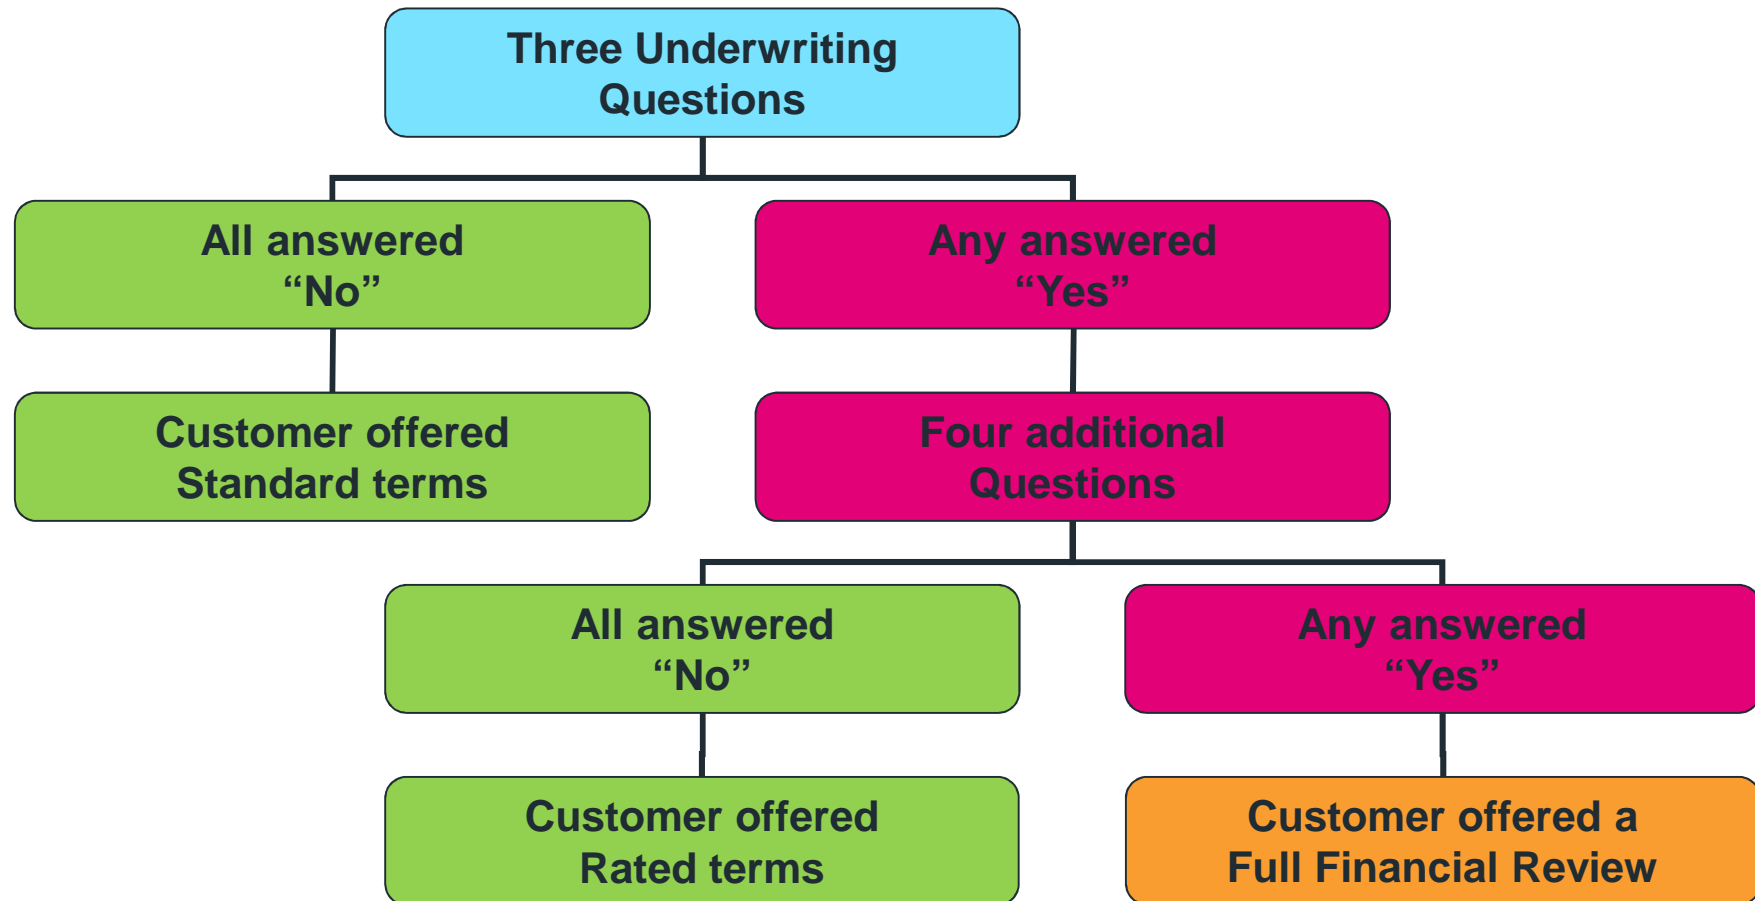 Three Underwriting
Questions
All answered
“No”
Any answered
“Yes”
Customer offered
Standard terms
Four additional
Questions
All answered
“No”
Any answered
“Yes”
Customer offered
Rated terms
Customer offered a
Full Financial Review